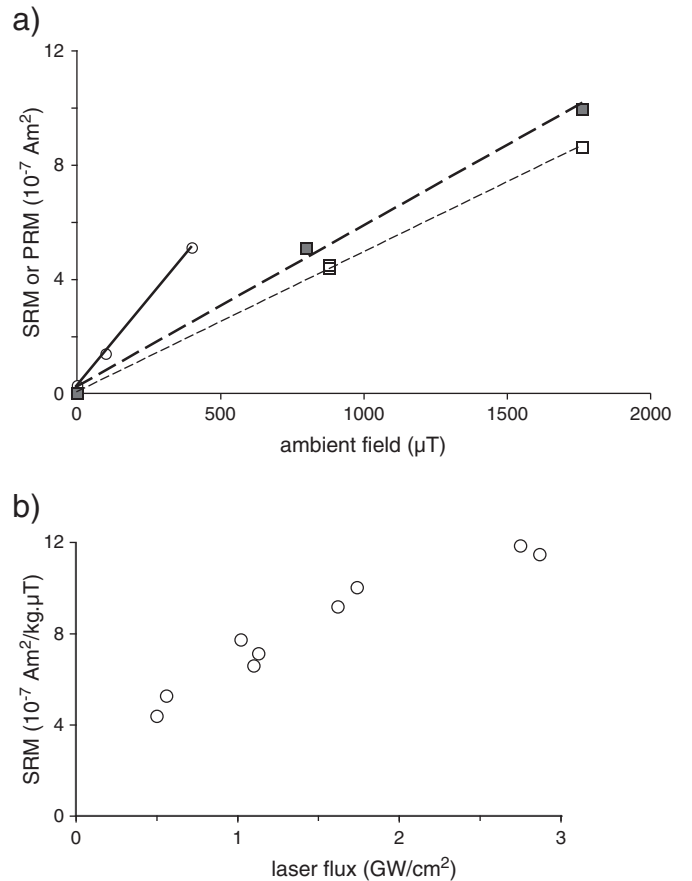 a)
12
8
4
0
SRM or PRM (10⁻⁷ Am²)
0 500 1000 1500 2000
ambient field (µT)
b)
12
8
4
0
SRM (10⁻⁷ Am²/kg.µT)
0 1 2 3
laser flux (GW/cm²)